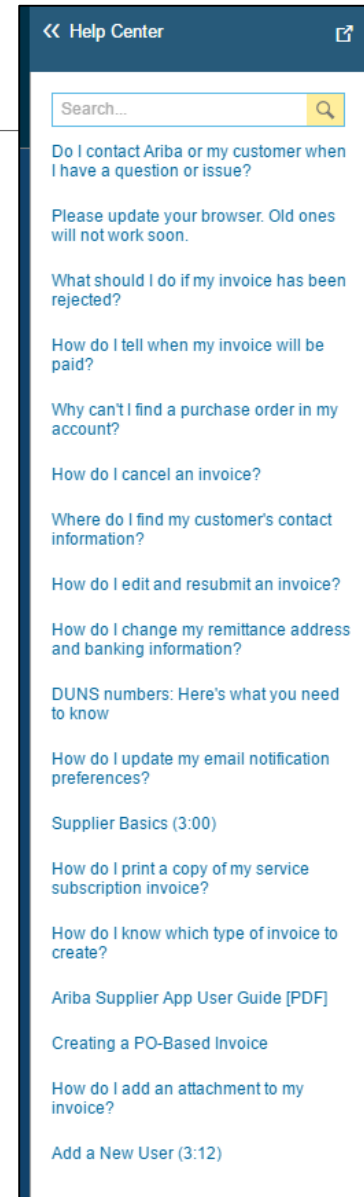 Help Center
Search...
Do I contact Ariba or my customer when
I have a question or issue?
Please update your browser. Old ones
will not work soon.
What should I do if my invoice has been
rejected?
How do I tell when my invoice will be
paid?
Why can't I find a purchase order in my
account?
How do I cancel an invoice?
Where do I find my customer's contact
information?
How do I edit and resubmit an invoice?
How do I change my remittance address
and banking information?
DUNS numbers: Here's what you need
to know
How do I update my email notification
preferences?
Supplier Basics (3:00)
How do I print a copy of my service
subscription invoice?
How do I know which type of invoice to
create?
Ariba Supplier App User Guide [PDF]
Creating a PO-Based Invoice
How do I add an attachment to my
invoice?
Add a New User (3:12)